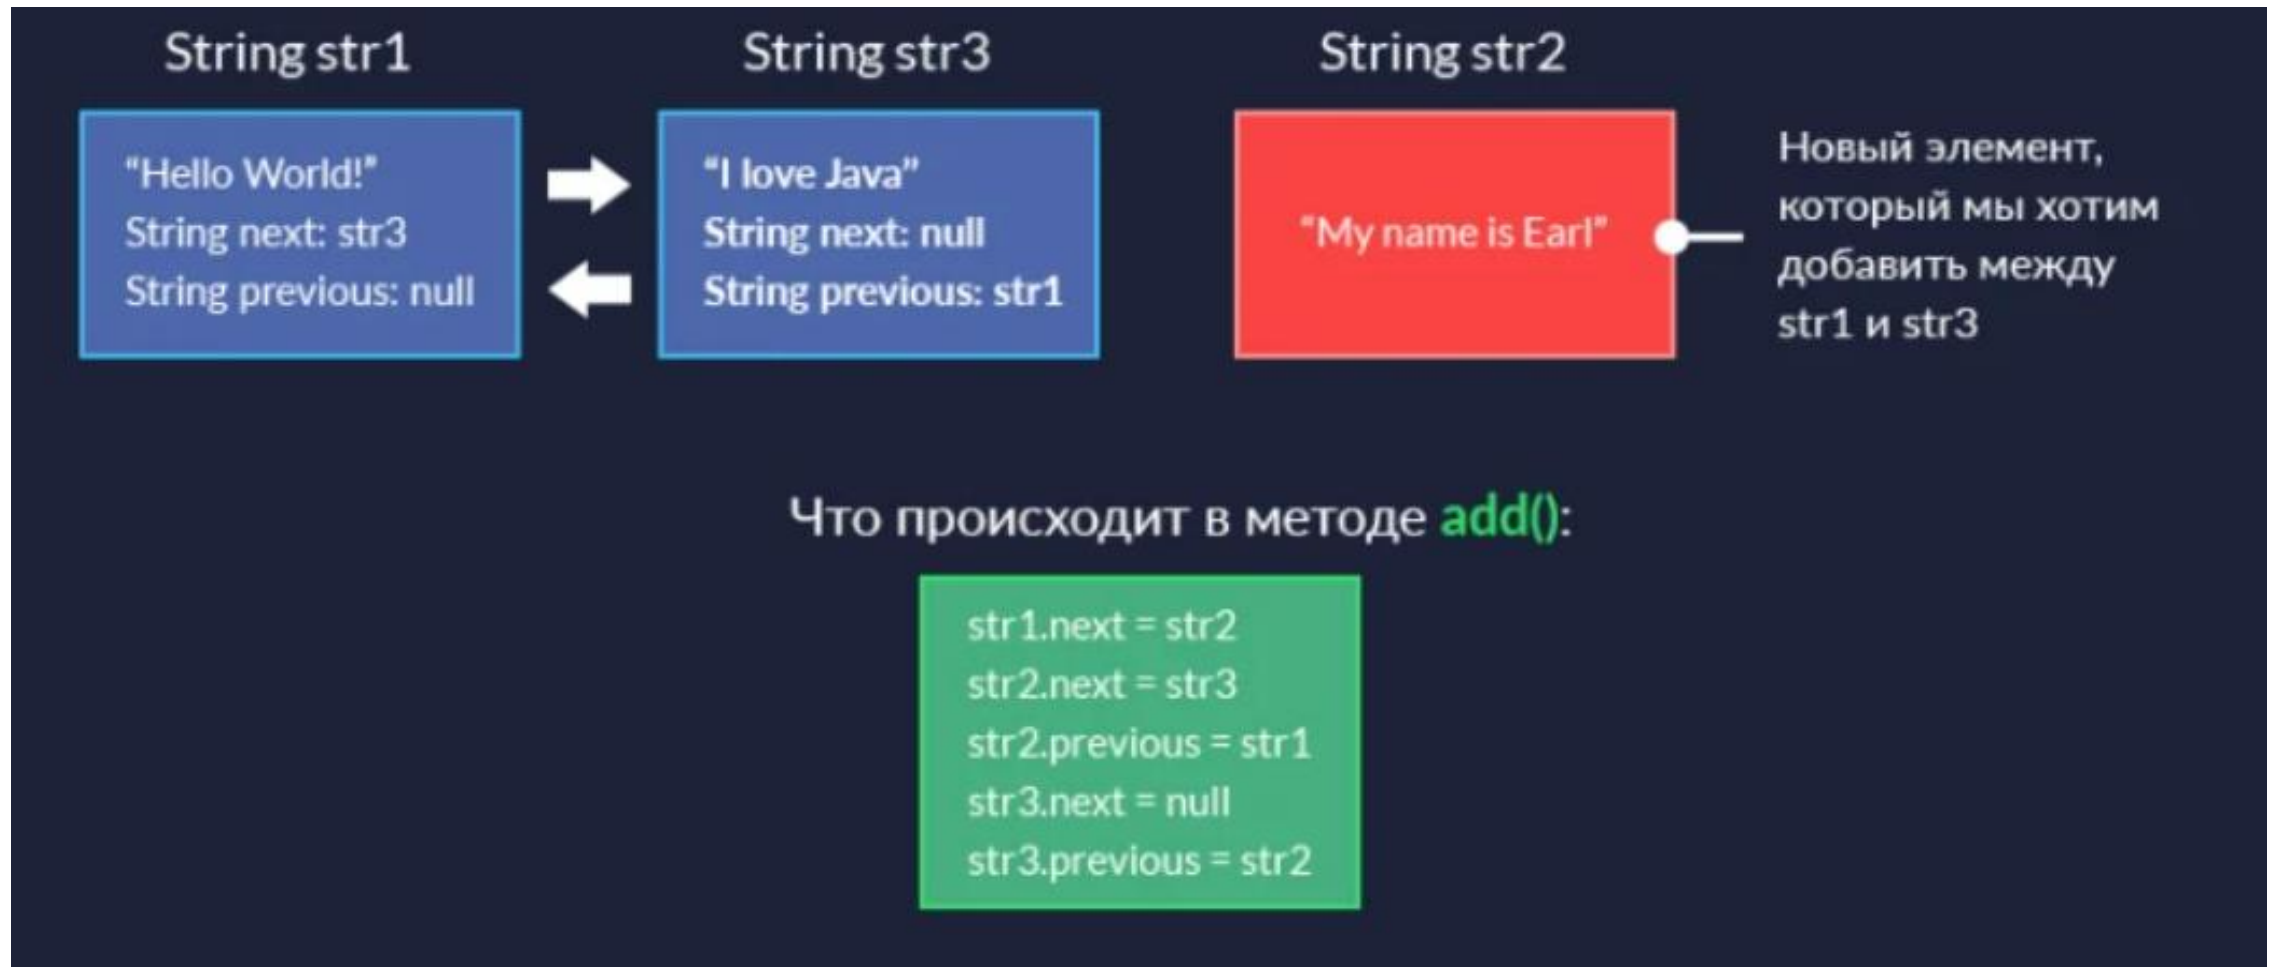 String str1
String str3
String str2
“Hello World!”
String next: str3
String previous: null
“I love Java”
String next: null
String previous: str1
“My name is Earl”
Новый элемент,
который мы хотим
добавить между
str1 и str3
Что происходит в методе add():
str1.next = str2
str2.next = str3
str2.previous = str1
str3.next = null
str3.previous = str2